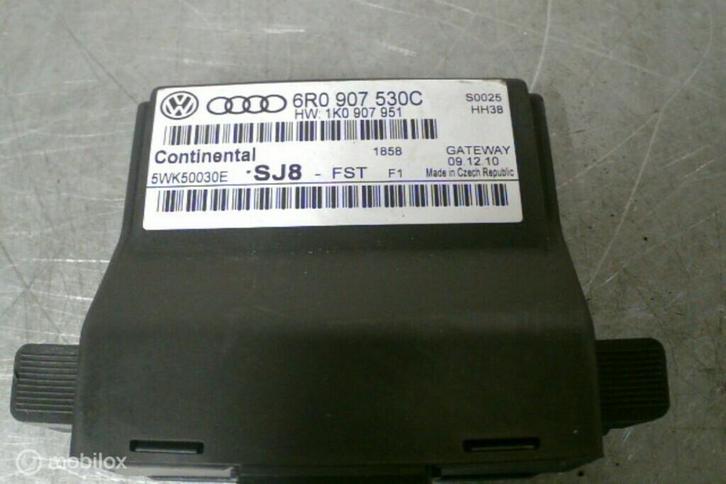 6R0 907 530C
HW: 1K0 907 951
S0025
HH38
Continental
1858
GATEWAY
09.12.10
5WK50030E
SJ8 - FST F1
Made in Czech Republic
mobilox